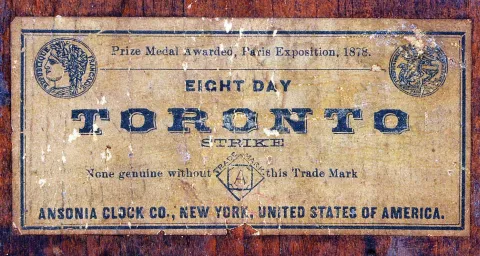 Prize Medal Awarded, Paris Exposition, 1878.
EIGHT DAY
TORONTO
STRIKE
TRADE MARK
None genuine without A this Trade Mark
ANSONIA CLOCK CO., NEW YORK, UNITED STATES OF AMERICA.